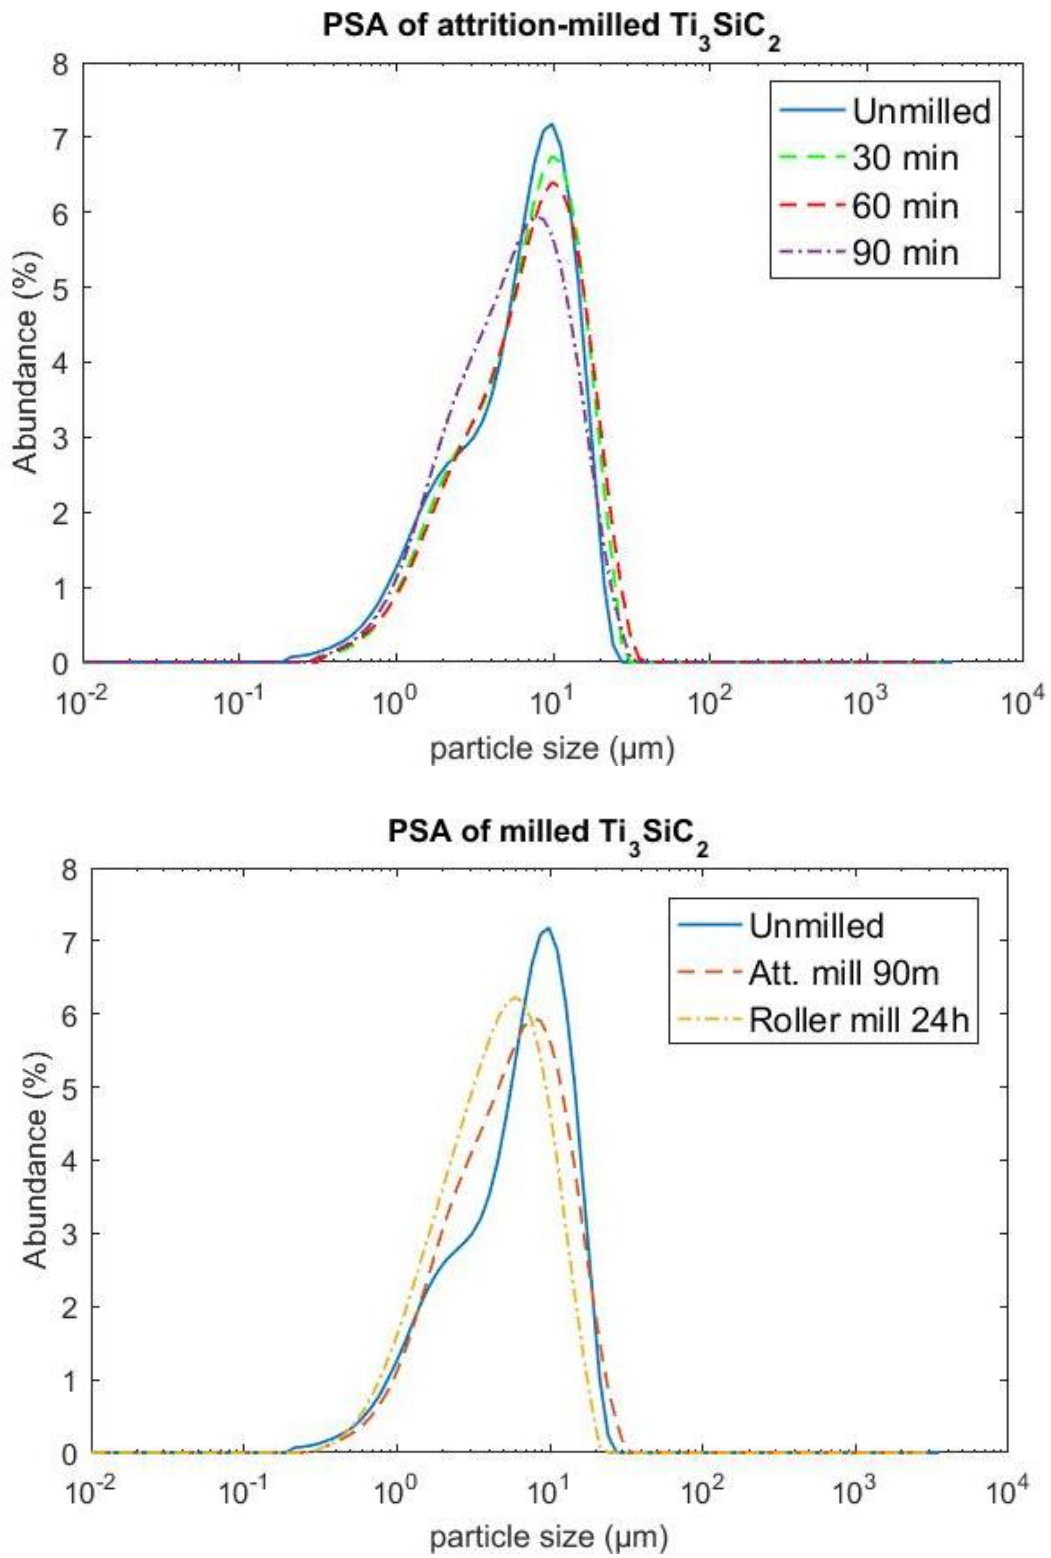 PSA of attrition-milled Ti₃SiC₂
8
7
6
5
4
3
2
1
0
Abundance (%)
Unmilled
30 min
60 min
90 min
10⁻² 10⁻¹ 10⁰ 10¹ 10² 10³ 10⁴
particle size (µm)
PSA of milled Ti₃SiC₂
8
7
6
5
4
3
2
1
0
Abundance (%)
Unmilled
Att. mill 90m
Roller mill 24h
10⁻² 10⁻¹ 10⁰ 10¹ 10² 10³ 10⁴
particle size (µm)